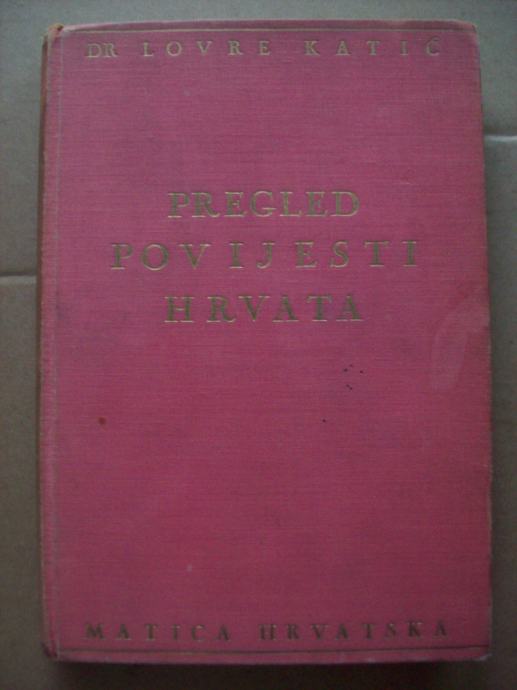 DR LOVRE KATIĆ
PREGLED
POVIJESTI
HRVATA
MATICA HRVATSKA